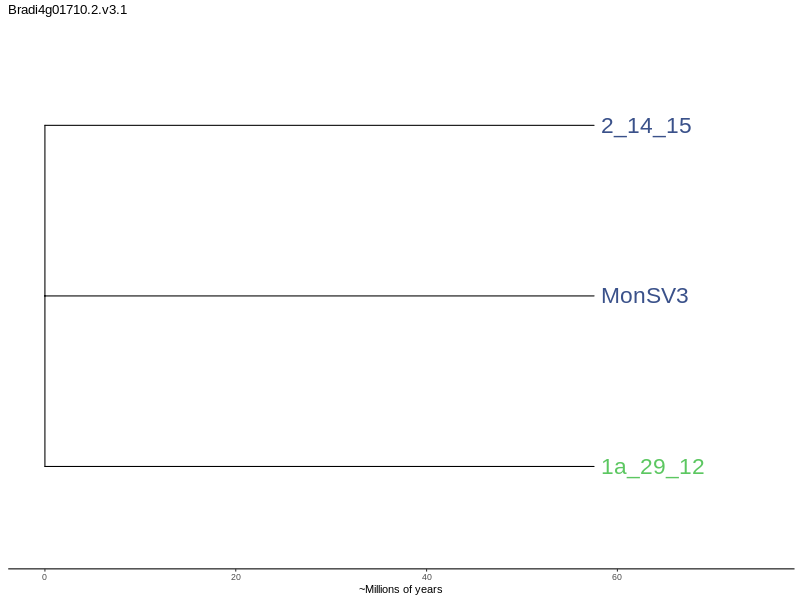 Bradi4g01710.2.v3.1
2_14_15
MonSV3
1a_29_12
0 20 40 60
~Millions of years